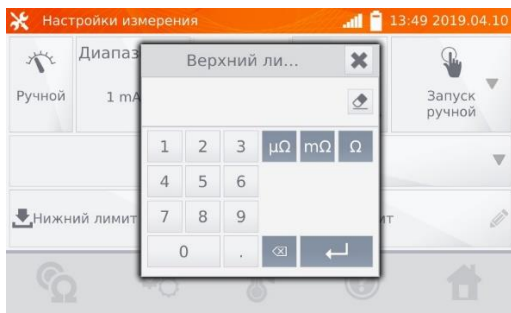 Настройки измерения
13:49 2019.04.10
Диапаз
Верхний ли...
Ручной
1 mA
Запуск
ручной
1 2 3 μΩ mΩ Ω
4 5 6
7 8 9
0 .
Нижний лимит
ит